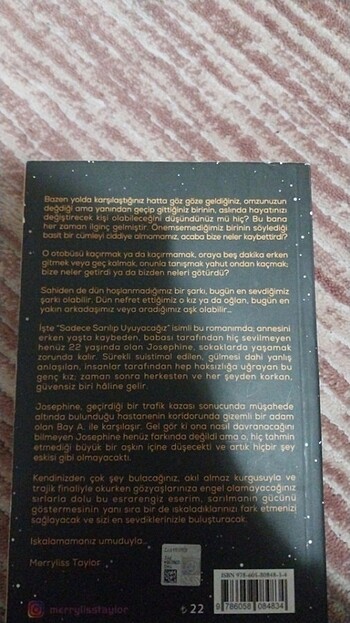 Bazen yolda karşılaştığınız hatta göz göze geldiğiniz, omzunuzun
değdiği ama yanından geçip gittiğiniz birinin, aslında hayatınızı
değiştirecek kişi olabileceğini düşündünüz mü hiç? Bu bana
her zaman ilginç gelmiştir. Önemsemediğimiz birinin söylediği
basit bir cümleyi ciddiye almamamız, acaba bize neler kaybettirdi?
O otobüsü kaçırmak ya da kaçırmamak, oraya beş dakika erken
gitmek veya geç kalmak, onunla tanışmak yahut ondan kaçmak;
bize neler getirdi ya da bizden neleri götürdü?
Sahiden de dün hoşlanmadığımız bir şarkı, bugün en sevdiğimiz
şarkı olabilir. Dün nefret ettiğimiz o kız ya da oğlan, bugün en
yakın arkadaşımız veya aradığımız aşk olabilir...
İşte "Sadece Sarılıp Uyuyacağız" isimli bu romanımda; annesini
erken yaşta kaybeden, babası tarafından hiç sevilmeyen
henüz 22 yaşında olan Josephine, sokaklarda yaşamak
zorunda kalır. Sürekli suistimal edilen, gülmesi dahi yanlış
anlaşılan, insanlar tarafından hep haksızlığa uğrayan bu
genç kız; zaman sonra herkesten ve her şeyden korkan,
güvensiz biri hâline gelir.
Josephine, geçirdiği bir trafik kazası sonucunda müşahede
altında bulunduğu hastanenin koridorunda gizemli bir adam
olan Bay A. ile karşılaşır. Gel gör ki ona nasıl davranacağını
bilmeyen Josephine henüz farkında değildi ama o, hiç tahmin
etmediği büyük bir aşkın içine düşecekti ve artık hiçbir şey
eskisi gibi olmayacaktı.
Kendinizden çok şey bulacağınız, akıl almaz kurgusuyla ve
trajik finaliyle okurken gözyaşlarınıza engel olamayacağınız
sırlarla dolu bu esrarengiz eserim, sarılmanın gücünü
göstermesinin yanı sıra bir de ıskaladıklarınızı fark etmenizi
sağlayacak ve sizi en sevdiklerinizle buluşturacak.
Iskalamamanız umuduyla...
Merryliss Taylor
merrylisstaylor
₺ 22
ISBN 978-605-80848-3-4
9 786058 084834